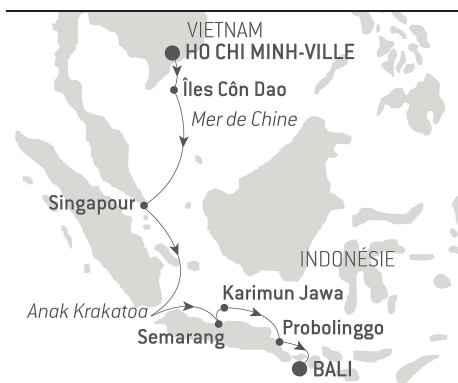 VIETNAM
HO CHI MINH-VILLE
Îles Côn Dao
Mer de Chine
Singapour
INDONÉSIE
Karimun Jawa
Anak Krakatoa
Probolinggo
Semarang
BALI